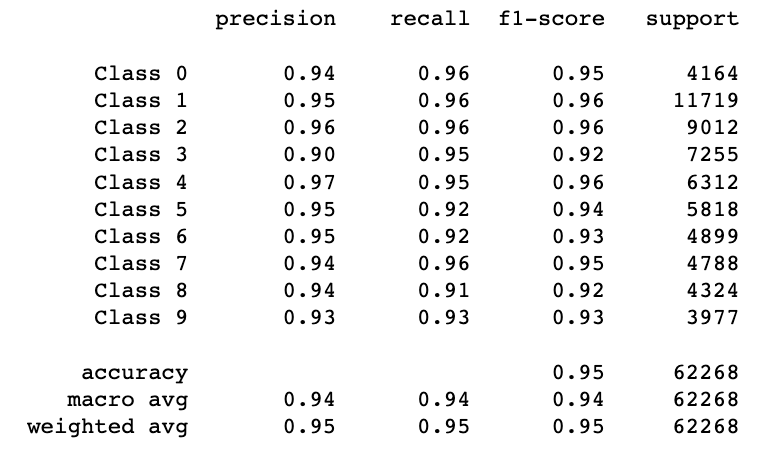 precision recall f1-score support
Class 0 0.94 0.96 0.95 4164
Class 1 0.95 0.96 0.96 11719
Class 2 0.96 0.96 0.96 9012
Class 3 0.90 0.95 0.92 7255
Class 4 0.97 0.95 0.96 6312
Class 5 0.95 0.92 0.94 5818
Class 6 0.95 0.92 0.93 4899
Class 7 0.94 0.96 0.95 4788
Class 8 0.94 0.91 0.92 4324
Class 9 0.93 0.93 0.93 3977
accuracy 0.95 62268
macro avg 0.94 0.94 0.94 62268
weighted avg 0.95 0.95 0.95 62268